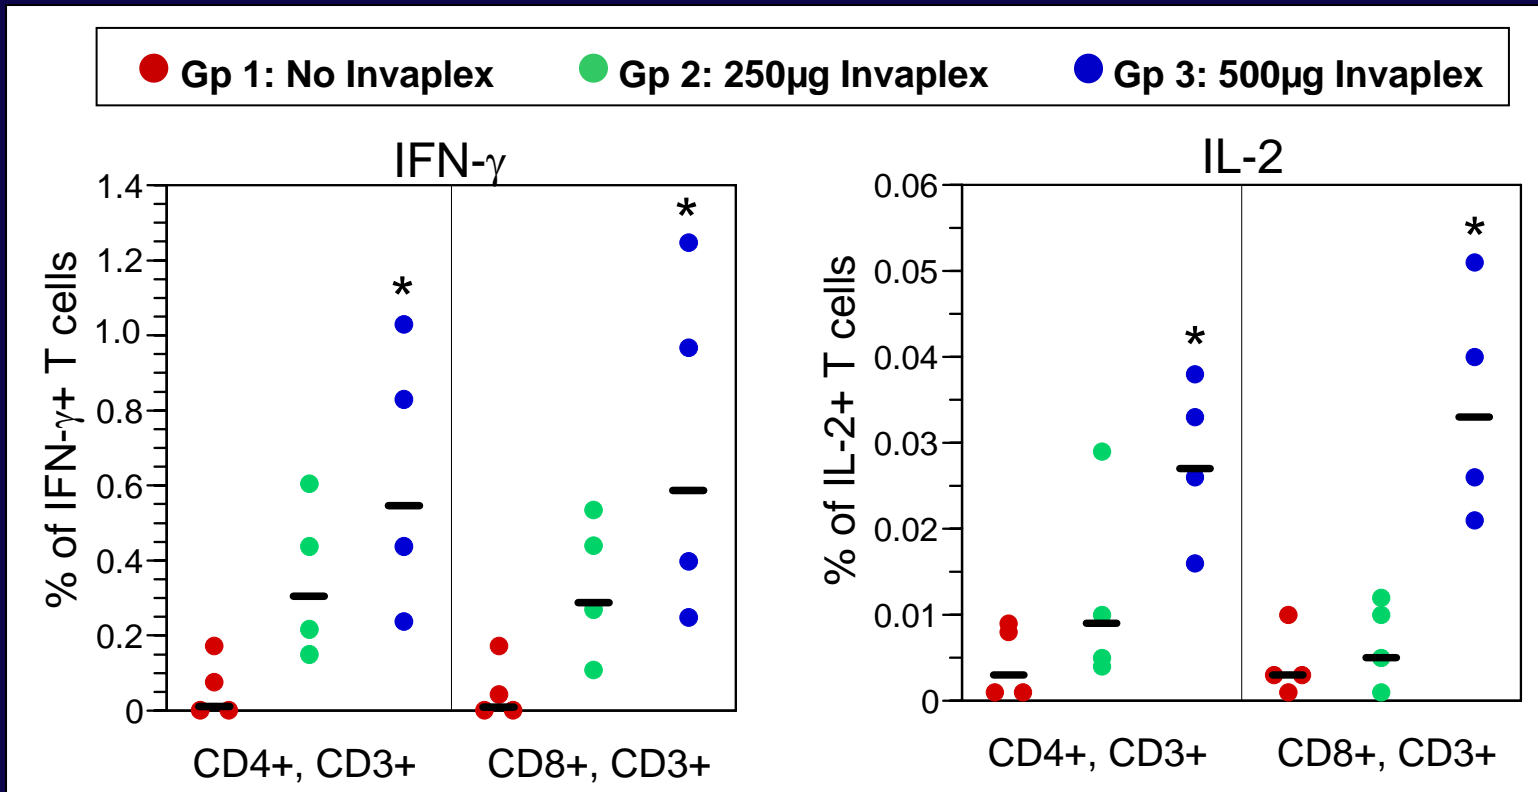 Gp 1: No Invaplex
Gp 2: 250µg Invaplex
Gp 3: 500µg Invaplex
IFN-γ
% of IFN-γ+ T cells
1.4
1.2
1.0
0.8
0.6
0.4
0.2
0
*
*
CD4+, CD3+
CD8+, CD3+
IL-2
% of IL-2+ T cells
0.06
0.05
0.04
0.03
0.02
0.01
0
*
*
CD4+, CD3+
CD8+, CD3+